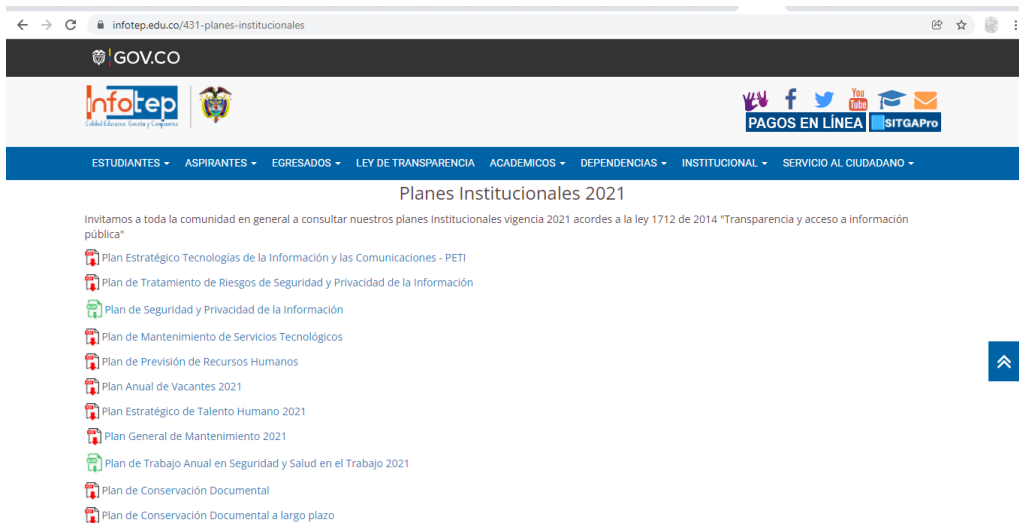 infotep.edu.co/431-planes-institucionales
GOV.CO
Infotep
Calidad Educativa, Gestión y Compromiso
You
Tube
PAGOS EN LÍNEA SITGAPro
ESTUDIANTES ASPIRANTES EGRESADOS LEY DE TRANSPARENCIA ACADEMICOS DEPENDENCIAS INSTITUCIONAL SERVICIO AL CIUDADANO
Planes Institucionales 2021
Invitamos a toda la comunidad en general a consultar nuestros planes Institucionales vigencia 2021 acordes a la ley 1712 de 2014 "Transparencia y acceso a información
pública"
Plan Estratégico Tecnologías de la Información y las Comunicaciones - PETI
Plan de Tratamiento de Riesgos de Seguridad y Privacidad de la Información
Plan de Seguridad y Privacidad de la Información
Plan de Mantenimiento de Servicios Tecnológicos
Plan de Previsión de Recursos Humanos
Plan Anual de Vacantes 2021
Plan Estratégico de Talento Humano 2021
Plan General de Mantenimiento 2021
Plan de Trabajo Anual en Seguridad y Salud en el Trabajo 2021
Plan de Conservación Documental
Plan de Conservación Documental a largo plazo